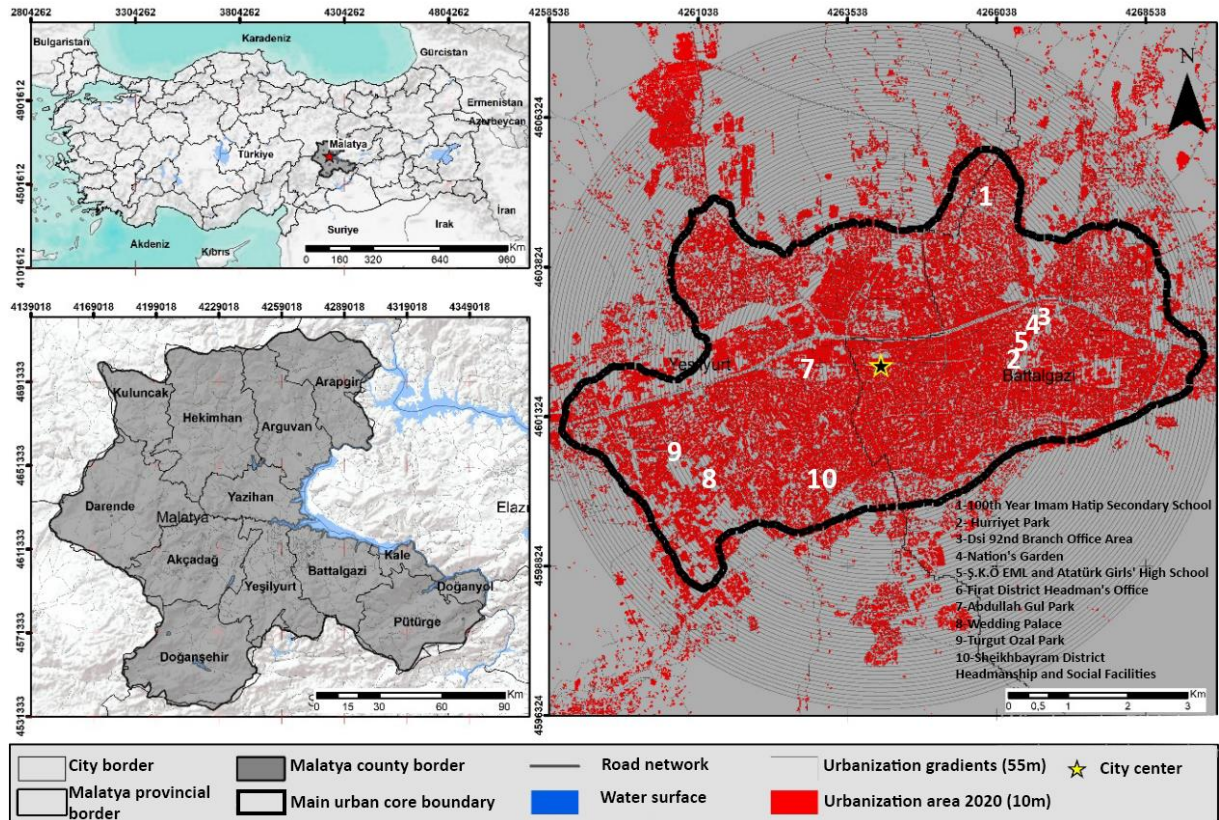 2804262 3304262 3804262 4304262 4804262
4901612
4501612
4101612
Bulgaristan
Karadeniz
Gürcistan
Ermenistan
Azerbeycan
Malatya
Türkiye
İran
Suriye
Irak
Akdeniz
Kıbrıs
Km
0 160 320 640 960
4139018 4169018 4199018 4229018 4259018 4289018 4319018 4349018
4691333
4651333
4611333
4571333
4531333
Kuluncak
Hekimhan
Arapgir
Arguvan
Darende
Yazıhan
Malatya
Elazı
Akçadağ
Kale
Battalgazi
Doğanyol
Yeşilyurt
Pütürge
Doğanşehir
Km
0 15 30 60 90
4258538 4261038 4263538 4266038 4268538
4606324
4603824
4601324
4598824
4596324
N
1
3
4
5
2
7
Yeşilyurt
Battalgazi
9
8
10
1-100th Year Imam Hatip Secondary School
2- Hurriyet Park
3-Dsi 92nd Branch Office Area
4-Nation's Garden
5-Ş.K.Ö EML and Atatürk Girls' High School
6-Firat District Headman's Office
7-Abdullah Gul Park
8-Wedding Palace
9-Turgut Ozal Park
10-Sheikhbayram District
Headmanship and Social Facilities
Km
0 0,5 1 2 3
City border
Malatya county border
Road network
Urbanization gradients (55m)
City center
Malatya provincial
border
Main urban core boundary
Water surface
Urbanization area 2020 (10m)